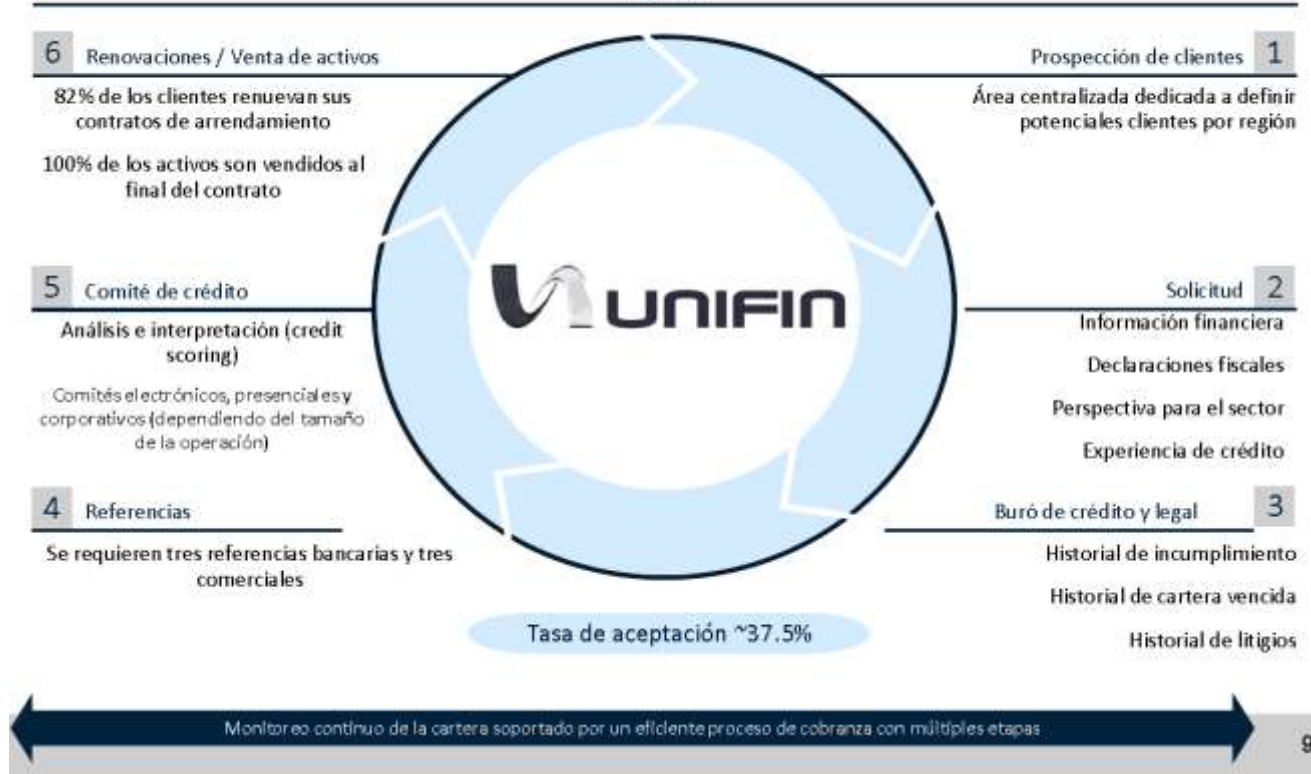 6 Renovaciones / Venta de activos
82% de los clientes renuevan sus
contratos de arrendamiento
100% de los activos son vendidos al
final del contrato
Prospección de clientes 1
Área centralizada dedicada a definir
potenciales clientes por región
UNIFIN
5 Comité de crédito
Análisis e interpretación (credit
scoring)
Comités electrónicos, presenciales y
corporativos (dependiendo del tamaño
de la operación)
Solicitud 2
Información financiera
Declaraciones fiscales
Perspectiva para el sector
Experiencia de crédito
4 Referencias
Se requieren tres referencias bancarias y tres
comerciales
Buró de crédito y legal 3
Historial de incumplimiento
Historial de cartera vencida
Historial de litigios
Tasa de aceptación ~37.5%
Monitoreo continuo de la cartera soportado por un eficiente proceso de cobranza con múltiples etapas
9